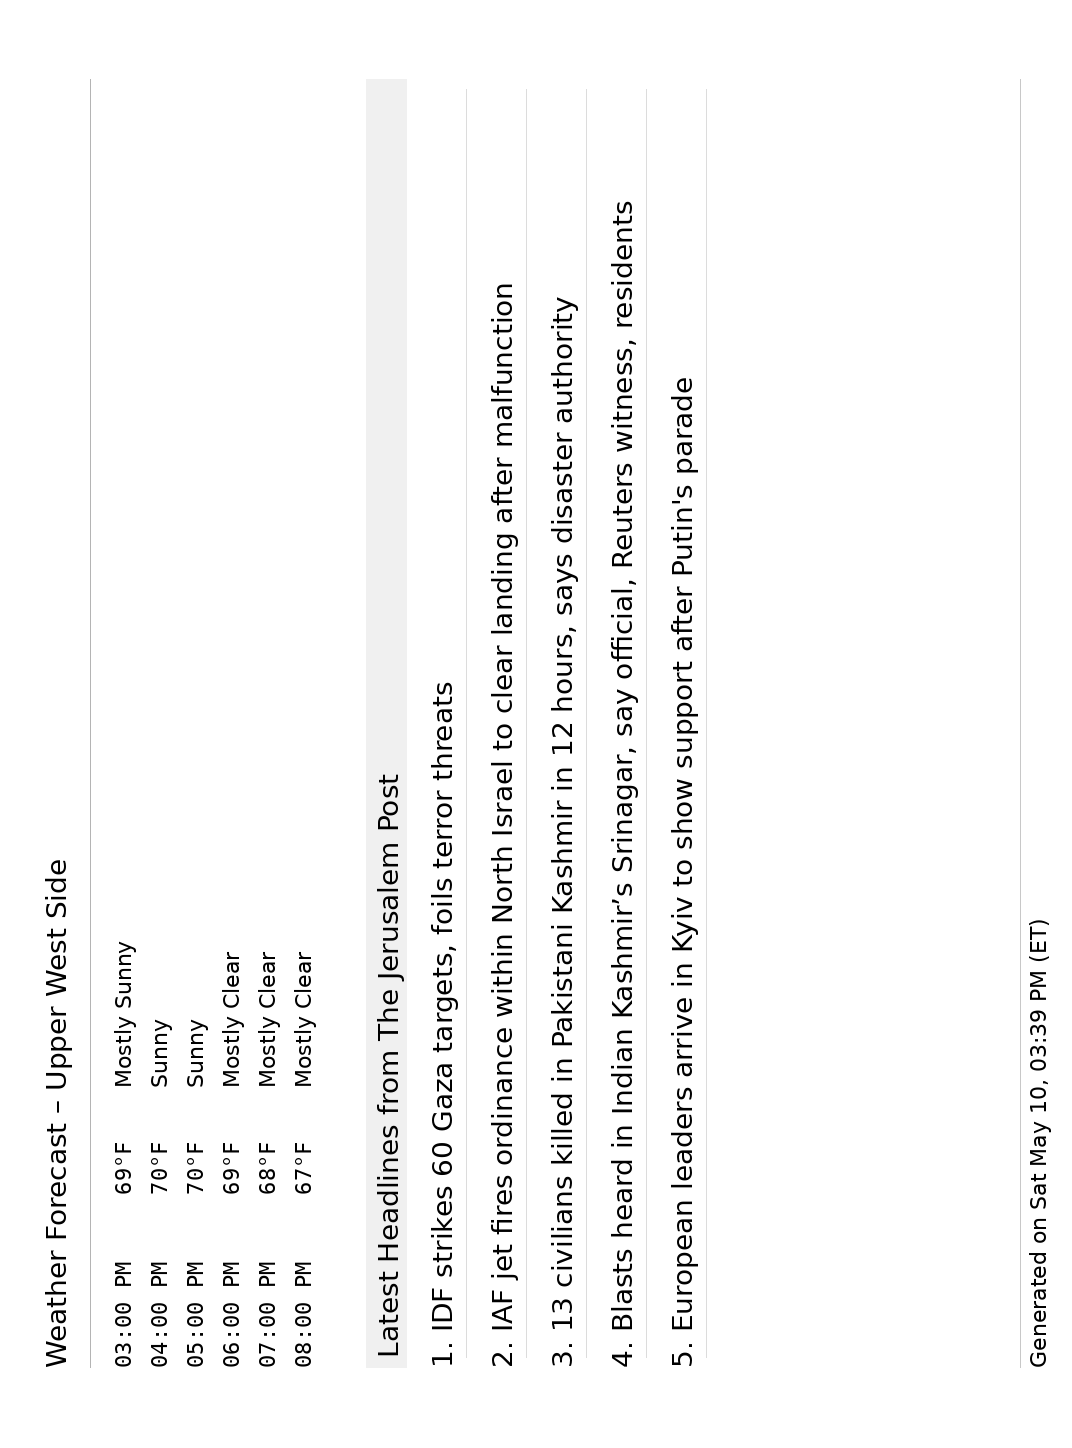 Weather Forecast – Upper West Side
03:00 PM 69°F Mostly Sunny
04:00 PM 70°F Sunny
05:00 PM 70°F Sunny
06:00 PM 69°F Mostly Clear
07:00 PM 68°F Mostly Clear
08:00 PM 67°F Mostly Clear
Latest Headlines from The Jerusalem Post
1. IDF strikes 60 Gaza targets, foils terror threats
2. IAF jet fires ordinance within North Israel to clear landing after malfunction
3. 13 civilians killed in Pakistani Kashmir in 12 hours, says disaster authority
4. Blasts heard in Indian Kashmir’s Srinagar, say official, Reuters witness, residents
5. European leaders arrive in Kyiv to show support after Putin's parade
Generated on Sat May 10, 03:39 PM (ET)